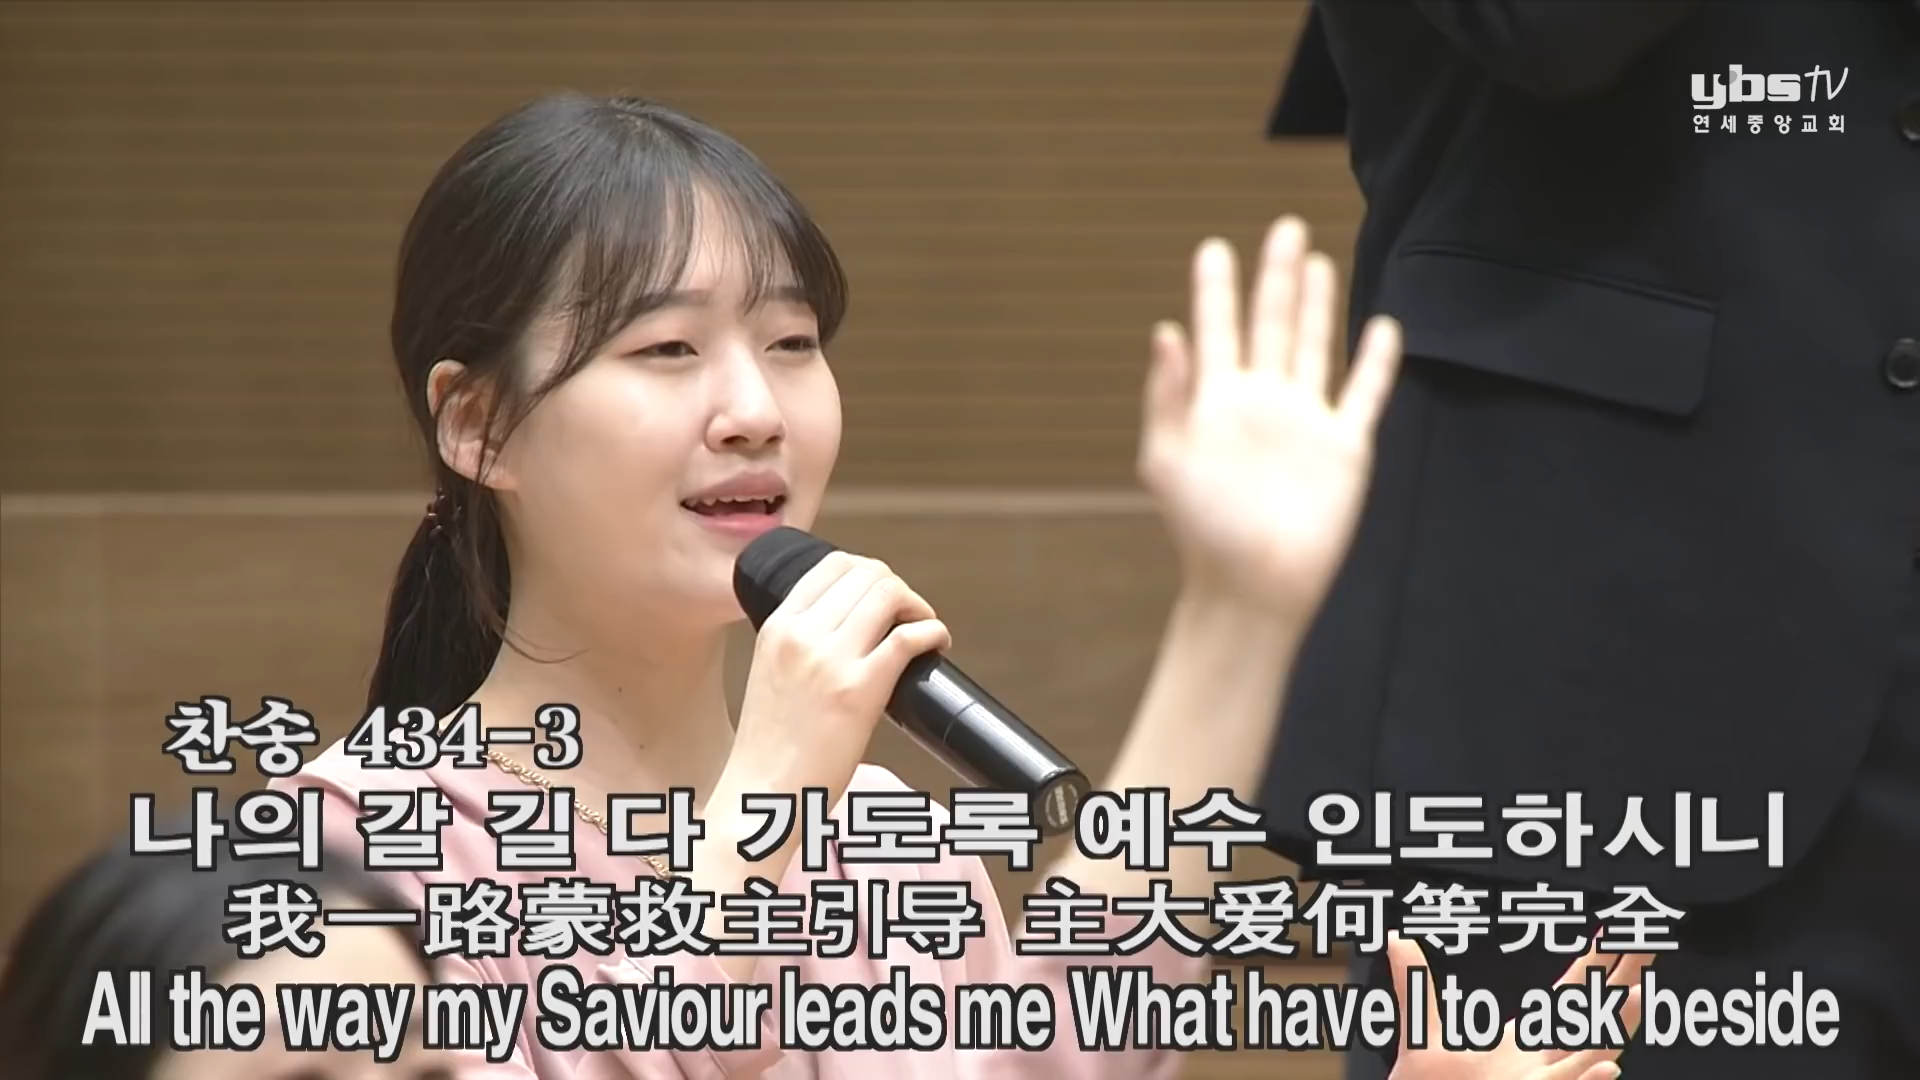 ybstv
연세중앙교회
찬송 434-3
나의 갈 길 다 가도록 예수 인도하시니
我一路蒙救主引导 主大爱何等完全
All the way my Saviour leads me What have I to ask beside